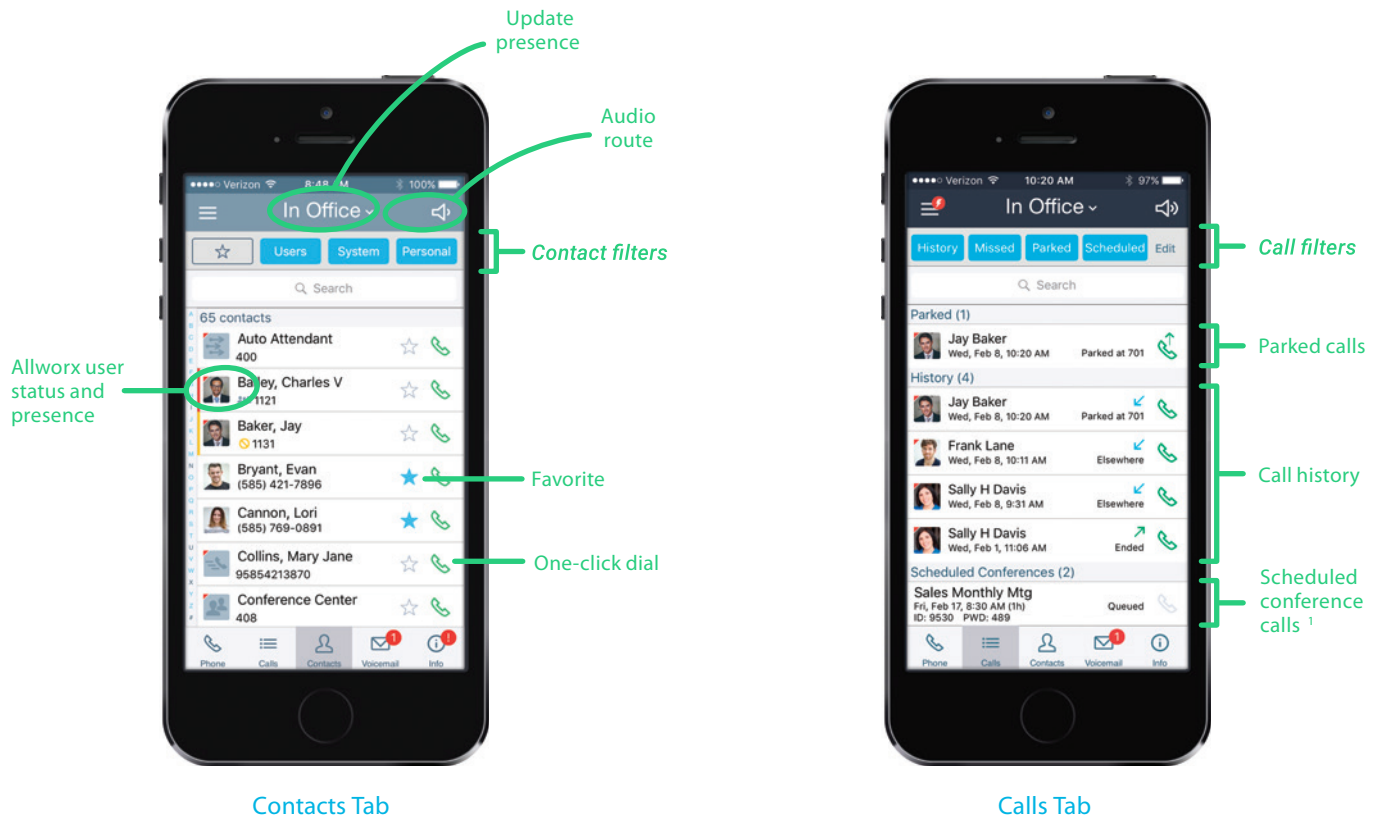 Update
presence
Audio
route
Contact filters
Allworx user
status and
presence
Favorite
One-click dial
Verizon 8:48 M 100%
In Office
Users System Personal
Search
65 contacts
Auto Attendant
400
Bailey, Charles V
1121
Baker, Jay
1131
Bryant, Evan
(585) 421-7896
Cannon, Lori
(585) 769-0891
Collins, Mary Jane
95854213870
Conference Center
408
1 !
Phone Calls Contacts Voicemail Info
Contacts Tab
Verizon 10:20 AM 97%
In Office
History Missed Parked Scheduled Edit
Search
Parked (1)
Jay Baker
Wed, Feb 8, 10:20 AM Parked at 701
History (4)
Jay Baker
Wed, Feb 8, 10:20 AM Parked at 701
Frank Lane
Wed, Feb 8, 10:11 AM Elsewhere
Sally H Davis
Wed, Feb 8, 9:31 AM Elsewhere
Sally H Davis
Wed, Feb 1, 11:06 AM Ended
Scheduled Conferences (2)
Sales Monthly Mtg
Fri, Feb 17, 8:30 AM (1h) Queued
ID: 9530 PWD: 489
1
Phone Calls Contacts Voicemail Info
Call filters
Parked calls
Call history
Scheduled
conference
calls 1
Calls Tab